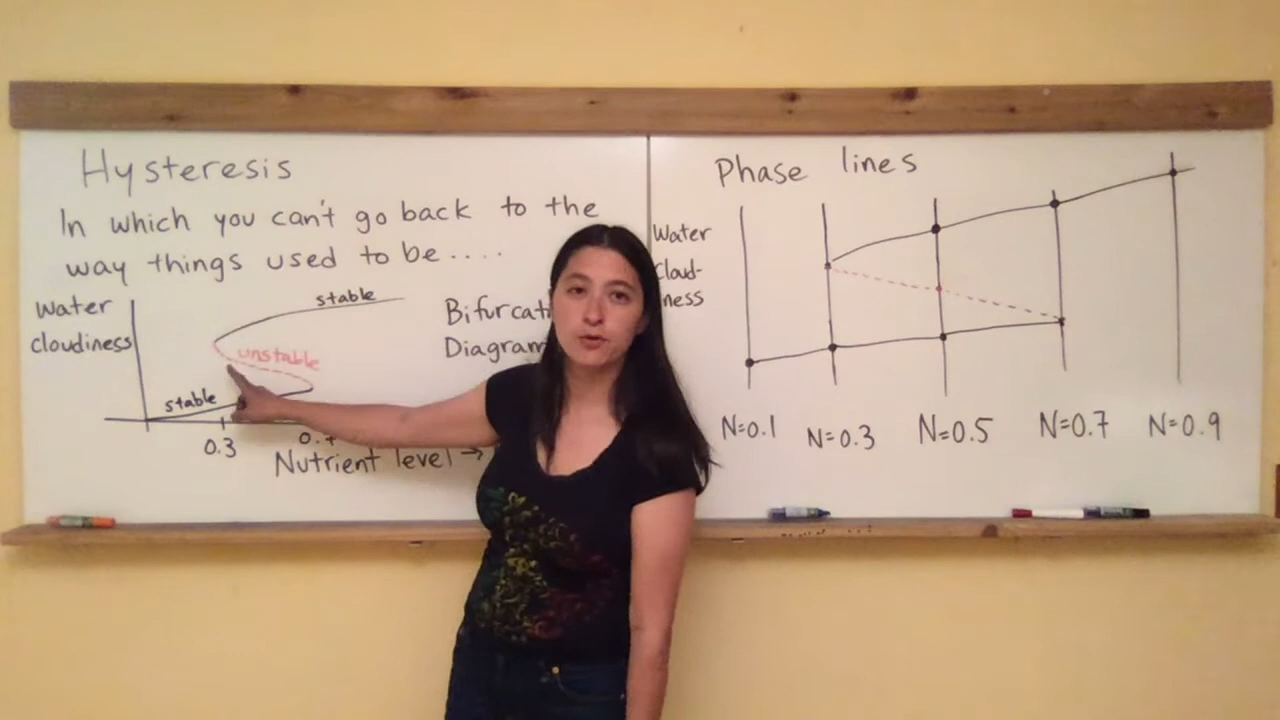 Hysteresis
In which you can't go back to the
way things used to be....
Water
cloudiness
stable
unstable
stable
0.3
Nutrient level →
Diagram
Phase lines
Water
N=0.1 N=0.3 N=0.5 N=0.7 N=0.9